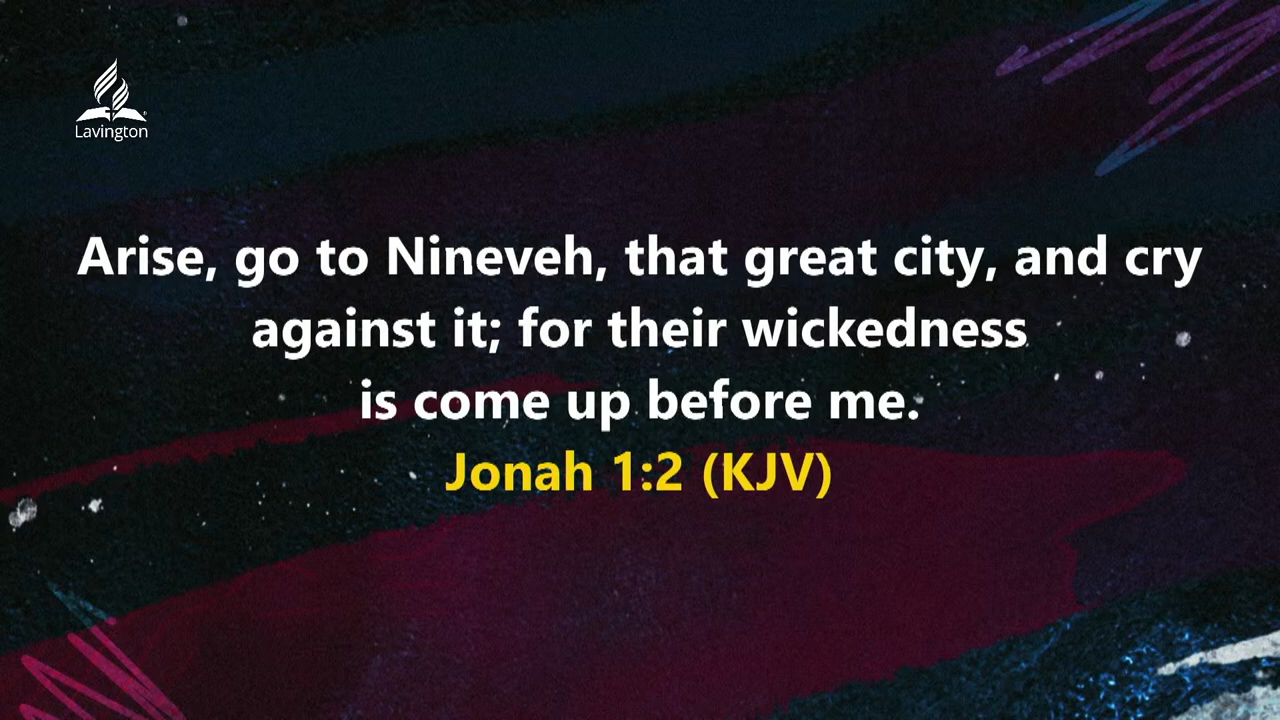 Lavington
Arise, go to Nineveh, that great city, and cry
against it; for their wickedness
is come up before me.
Jonah 1:2 (KJV)